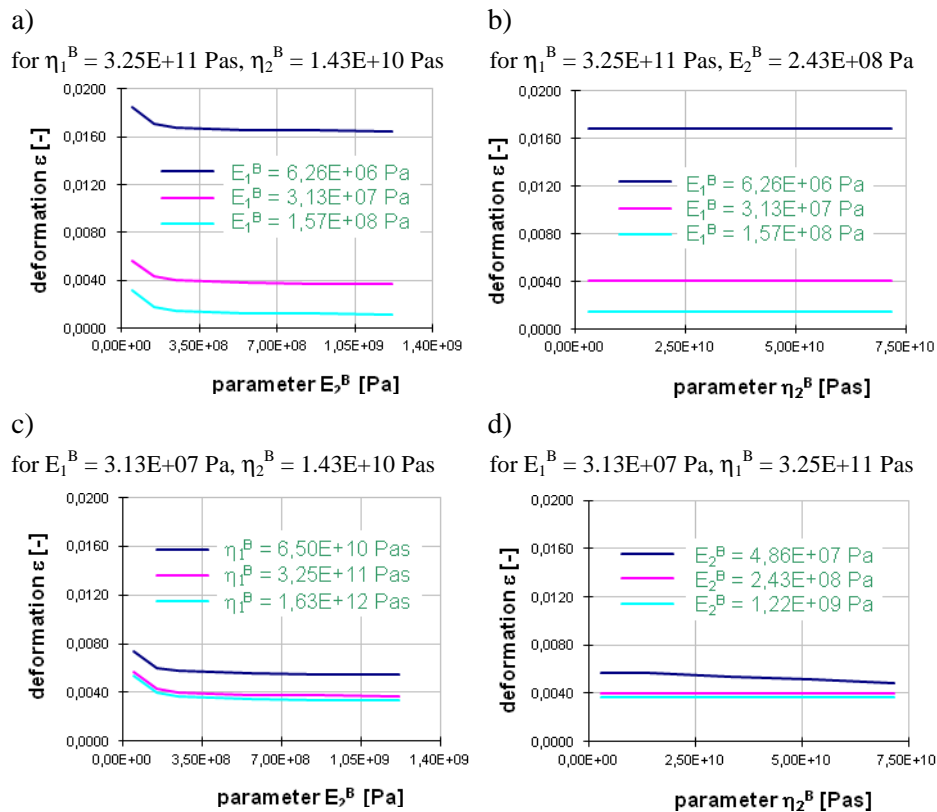 a)
for η₁ᴮ = 3.25E+11 Pas, η₂ᴮ = 1.43E+10 Pas
deformation ε [-]
0,0200
0,0160
0,0120
0,0080
0,0040
0,0000
E₁ᴮ = 6,26E+06 Pa
E₁ᴮ = 3,13E+07 Pa
E₁ᴮ = 1,57E+08 Pa
0,00E+00 3,50E+08 7,00E+08 1,05E+09 1,40E+09
parameter E₂ᴮ [Pa]
b)
for η₁ᴮ = 3.25E+11 Pas, E₂ᴮ = 2.43E+08 Pa
deformation ε [-]
0,0200
0,0160
0,0120
0,0080
0,0040
0,0000
E₁ᴮ = 6,26E+06 Pa
E₁ᴮ = 3,13E+07 Pa
E₁ᴮ = 1,57E+08 Pa
0,00E+00 2,50E+10 5,00E+10 7,50E+10
parameter η₂ᴮ [Pas]
c)
for E₁ᴮ = 3.13E+07 Pa, η₂ᴮ = 1.43E+10 Pas
deformation ε [-]
0,0200
0,0160
0,0120
0,0080
0,0040
0,0000
η₁ᴮ = 6,50E+10 Pas
η₁ᴮ = 3,25E+11 Pas
η₁ᴮ = 1,63E+12 Pas
0,00E+00 3,50E+08 7,00E+08 1,05E+09 1,40E+09
parameter E₂ᴮ [Pa]
d)
for E₁ᴮ = 3.13E+07 Pa, η₁ᴮ = 3.25E+11 Pas
deformation ε [-]
0,0200
0,0160
0,0120
0,0080
0,0040
0,0000
E₂ᴮ = 4,86E+07 Pa
E₂ᴮ = 2,43E+08 Pa
E₂ᴮ = 1,22E+09 Pa
0,00E+00 2,50E+10 5,00E+10 7,50E+10
parameter η₂ᴮ [Pas]